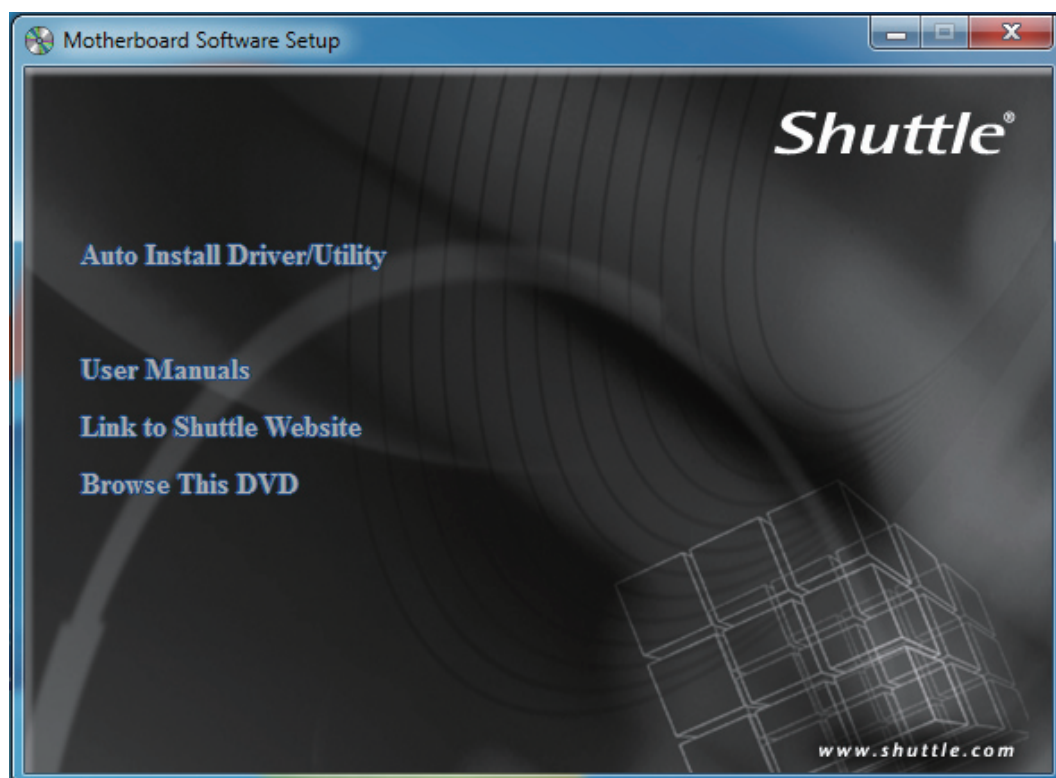 Motherboard Software Setup
Shuttle®
Auto Install Driver/Utility
User Manuals
Link to Shuttle Website
Browse This DVD
www.shuttle.com